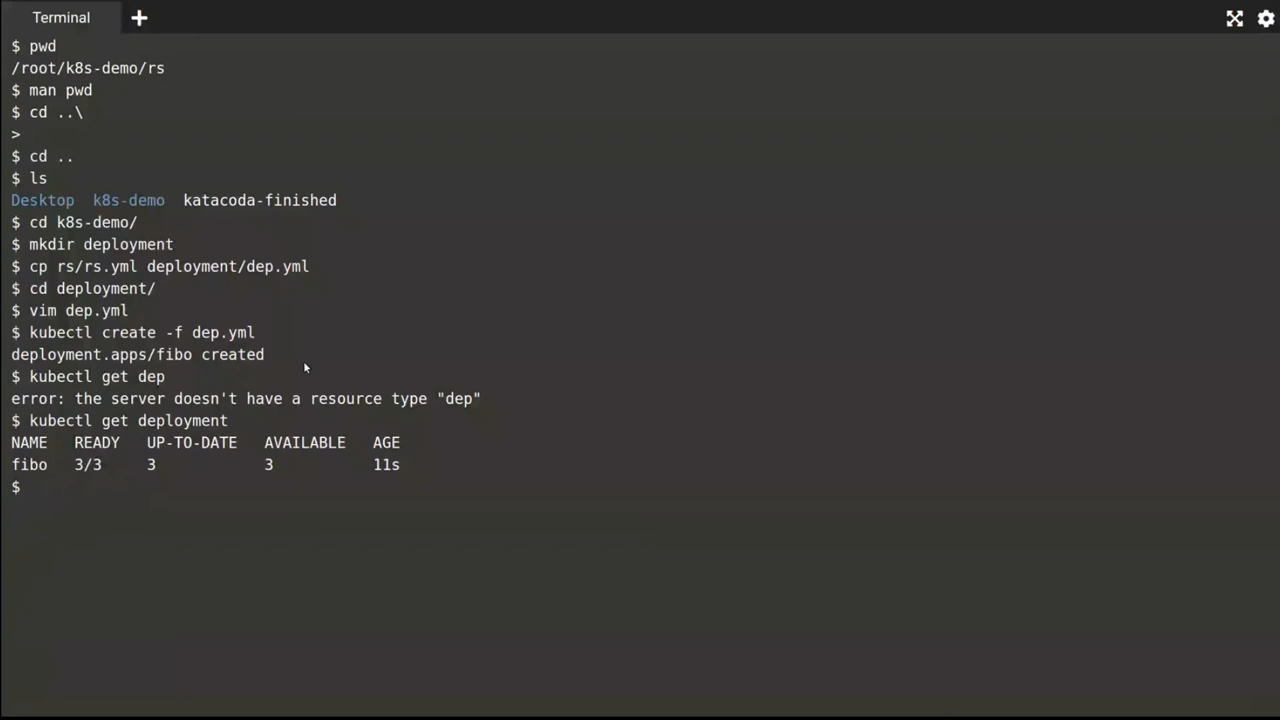 Terminal
$ pwd
/root/k8s-demo/rs
$ man pwd
$ cd ..\
>
$ cd ..
$ ls
Desktop  k8s-demo  katacoda-finished
$ cd k8s-demo/
$ mkdir deployment
$ cp rs/rs.yml deployment/dep.yml
$ cd deployment/
$ vim dep.yml
$ kubectl create -f dep.yml
deployment.apps/fibo created
$ kubectl get dep
error: the server doesn't have a resource type "dep"
$ kubectl get deployment
NAME   READY   UP-TO-DATE   AVAILABLE   AGE
fibo   3/3     3            3           11s
$